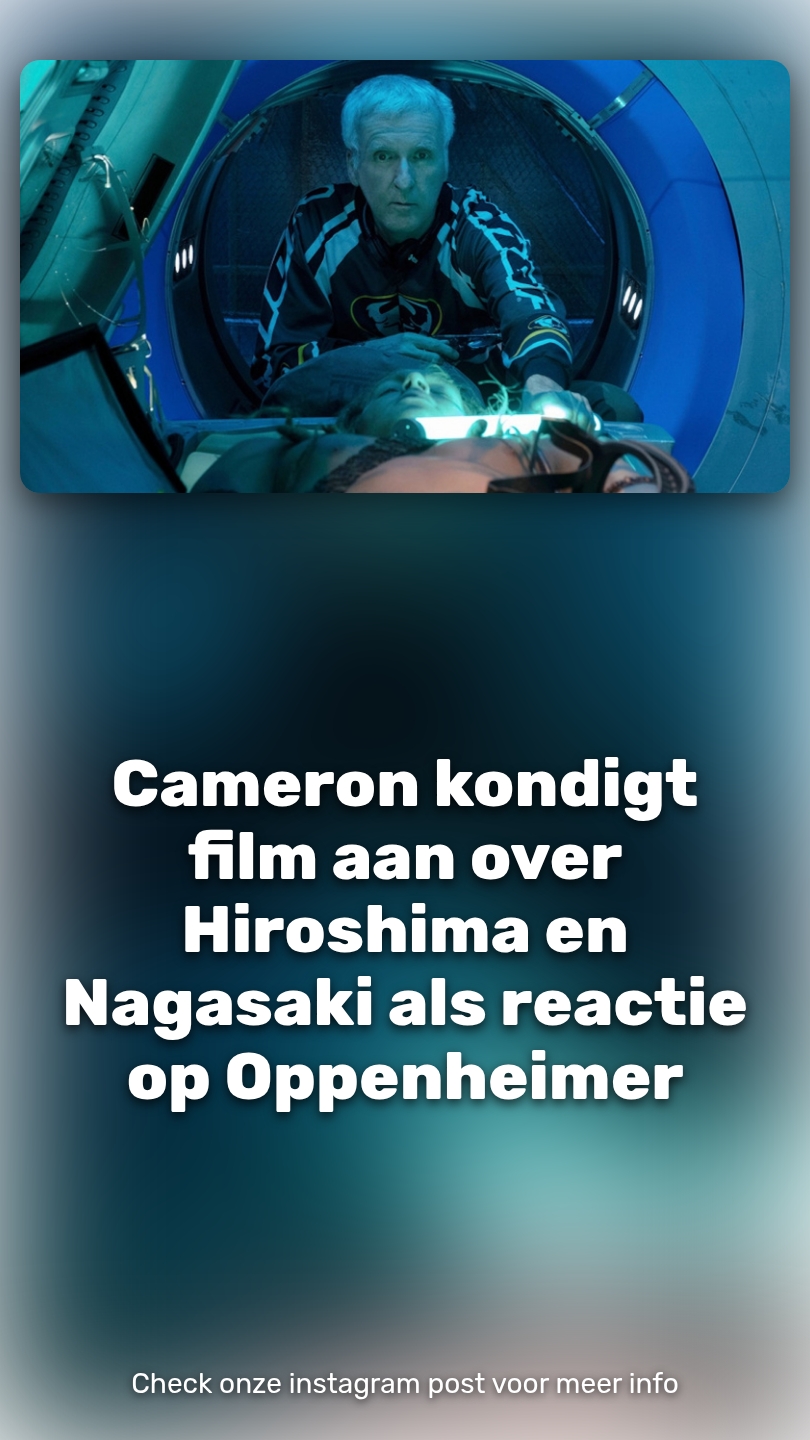 Cameron kondigt
film aan over
Hiroshima en
Nagasaki als reactie
op Oppenheimer
Check onze instagram post voor meer info